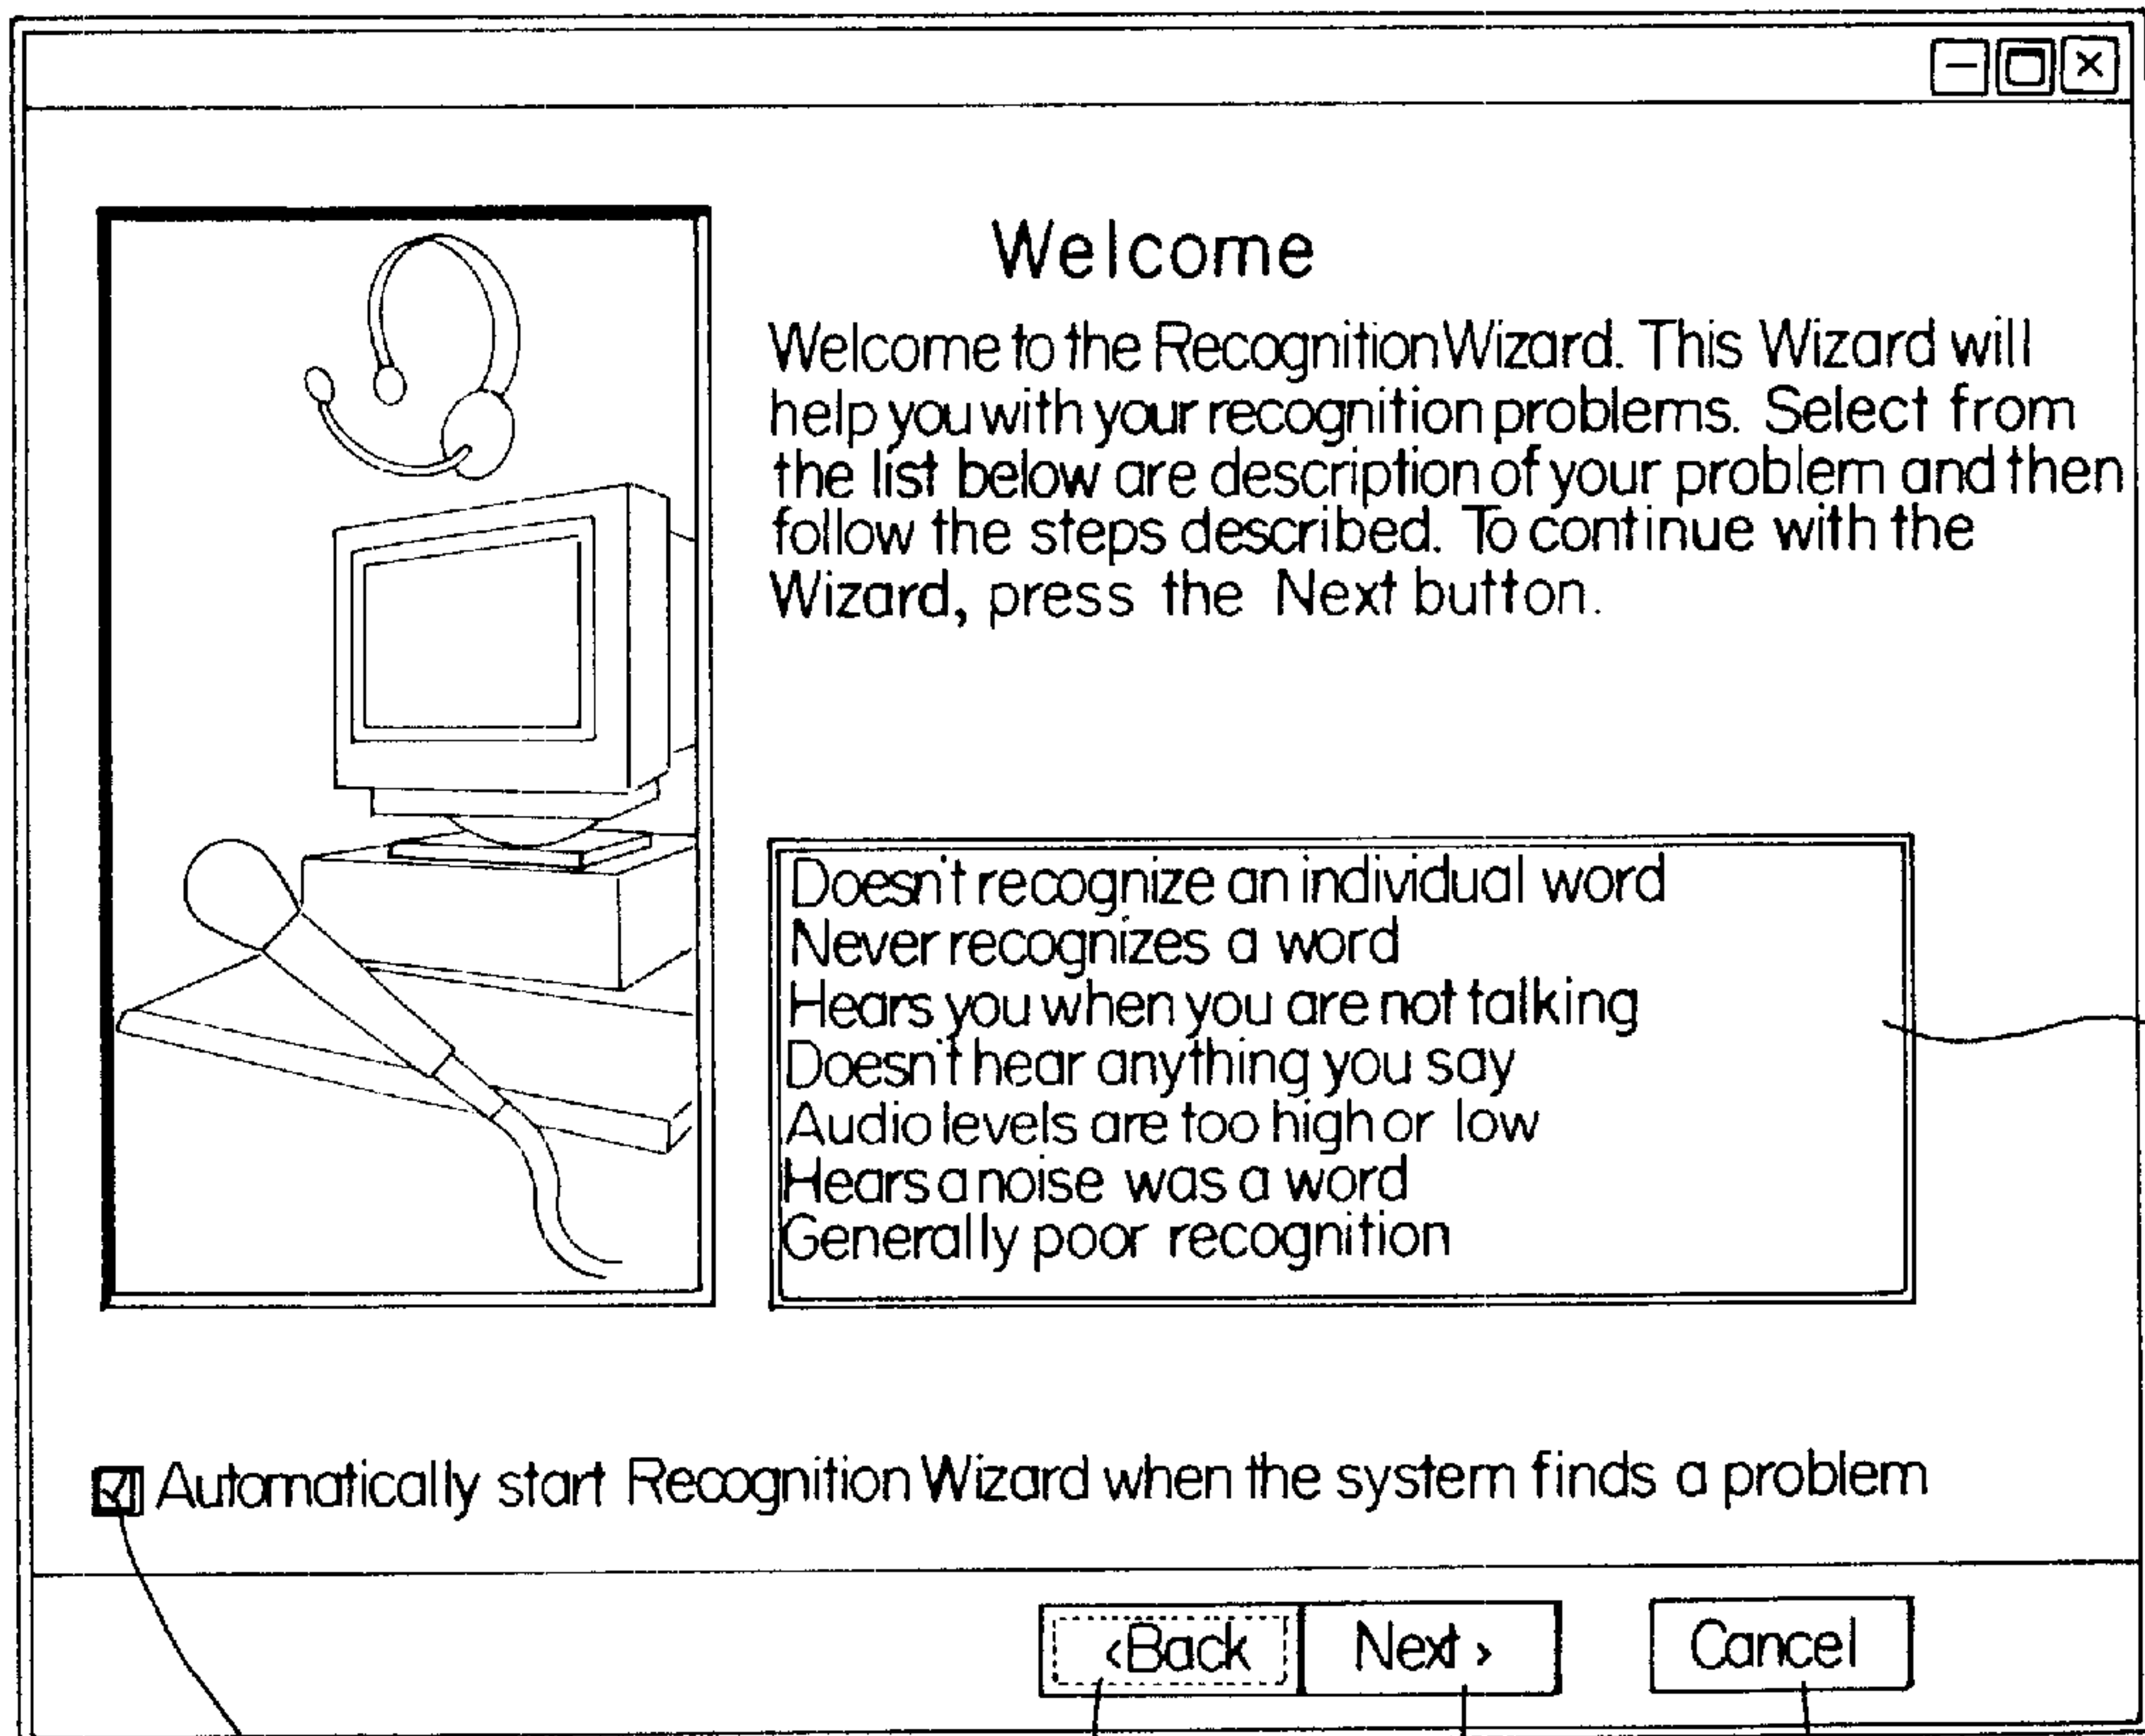 Welcome
Welcome to the Recognition Wizard. This Wizard will
help you with your recognition problems. Select from
the list below are description of your problem and then
follow the steps described. To continue with the
Wizard, press the Next button.
Doesn't recognize an individual word
Never recognizes a word
Hears you when you are not talking
Doesn't hear anything you say
Audio levels are too high or low
Hears a noise was a word
Generally poor recognition
Automatically start Recognition Wizard when the system finds a problem
‹Back Next› Cancel